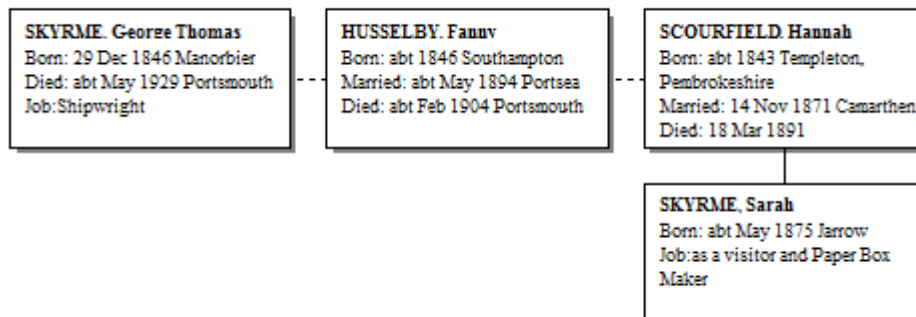 SKYRME, George Thomas
Born: 29 Dec 1846 Manorbier
Died: abt May 1929 Portsmouth
Job:Shipwright
HUSSELBY, Fanny
Born: abt 1846 Southampton
Married: abt May 1894 Portsea
Died: abt Feb 1904 Portsmouth
SCOURFIELD, Hannah
Born: abt 1843 Templeton,
Pembrokeshire
Married: 14 Nov 1871 Camarthen
Died: 18 Mar 1891
SKYRME, Sarah
Born: abt May 1875 Jarrow
Job:as a visitor and Paper Box
Maker